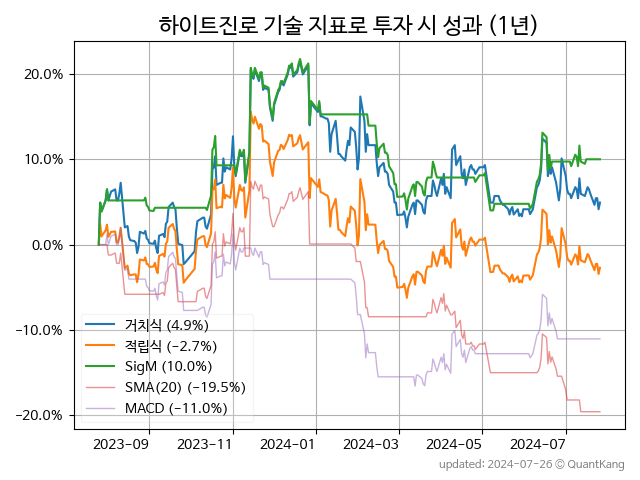 하이트진로 기술 지표로 투자 시 성과 (1년)
20.0%
10.0%
0.0%
−10.0%
−20.0%
거치식 (4.9%)
적립식 (−2.7%)
SigM (10.0%)
SMA(20) (−19.5%)
MACD (−11.0%)
2023-09
2023-11
2024-01
2024-03
2024-05
2024-07
updated: 2024-07-26 © QuantKang